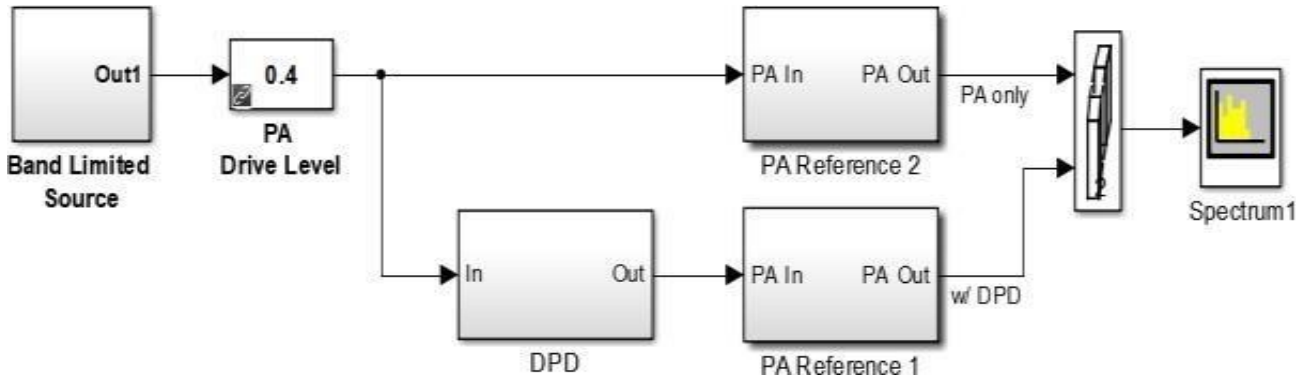 Out1
Band Limited
Source
0.4
PA
Drive Level
PA In
PA Out
PA Reference 2
PA only
In
Out
DPD
PA In
PA Out
PA Reference 1
w/ DPD
Spectrum1